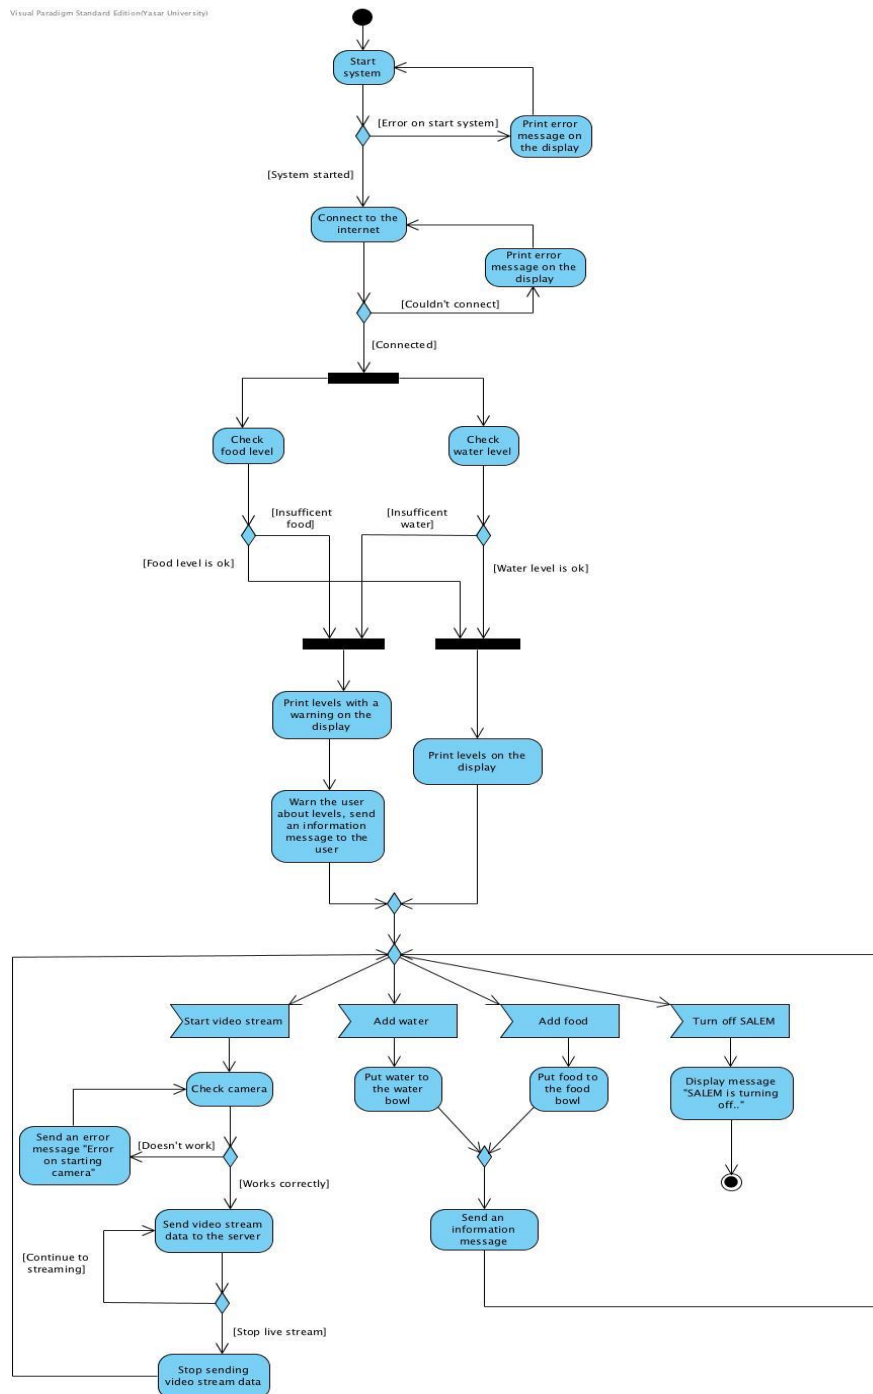 Visual Paradigm Standard Edition(Yasar University)
Start
system
[Error on start system]
Print error
message on
the display
[System started]
Connect to the
internet
Print error
message on the
display
[Couldn't connect]
[Connected]
Check
food level
Check
water level
[Insufficent
food]
[Insufficent
water]
[Food level is ok]
[Water level is ok]
Print levels with a
warning on the
display
Print levels on the
display
Warn the user
about levels, send
an information
message to the
user
Start video stream
Add water
Add food
Turn off SALEM
Check camera
Put water to
the water
bowl
Put food to
the food
bowl
Display message
"SALEM is turning
off.."
Send an error
message "Error
on starting
camera"
[Doesn't work]
[Works correctly]
Send video stream
data to the server
Send an
information
message
[Continue to
streaming]
[Stop live stream]
Stop sending
video stream data